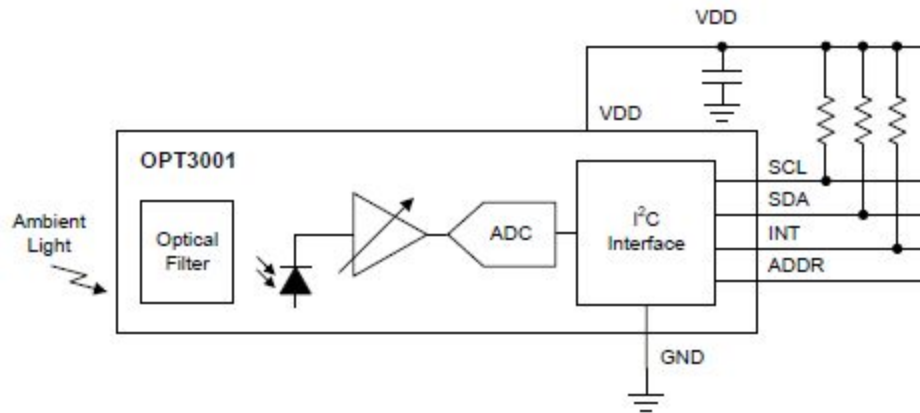 VDD
VDD
OPT3001
Ambient
Light
Optical
Filter
ADC
I²C
Interface
SCL
SDA
INT
ADDR
GND